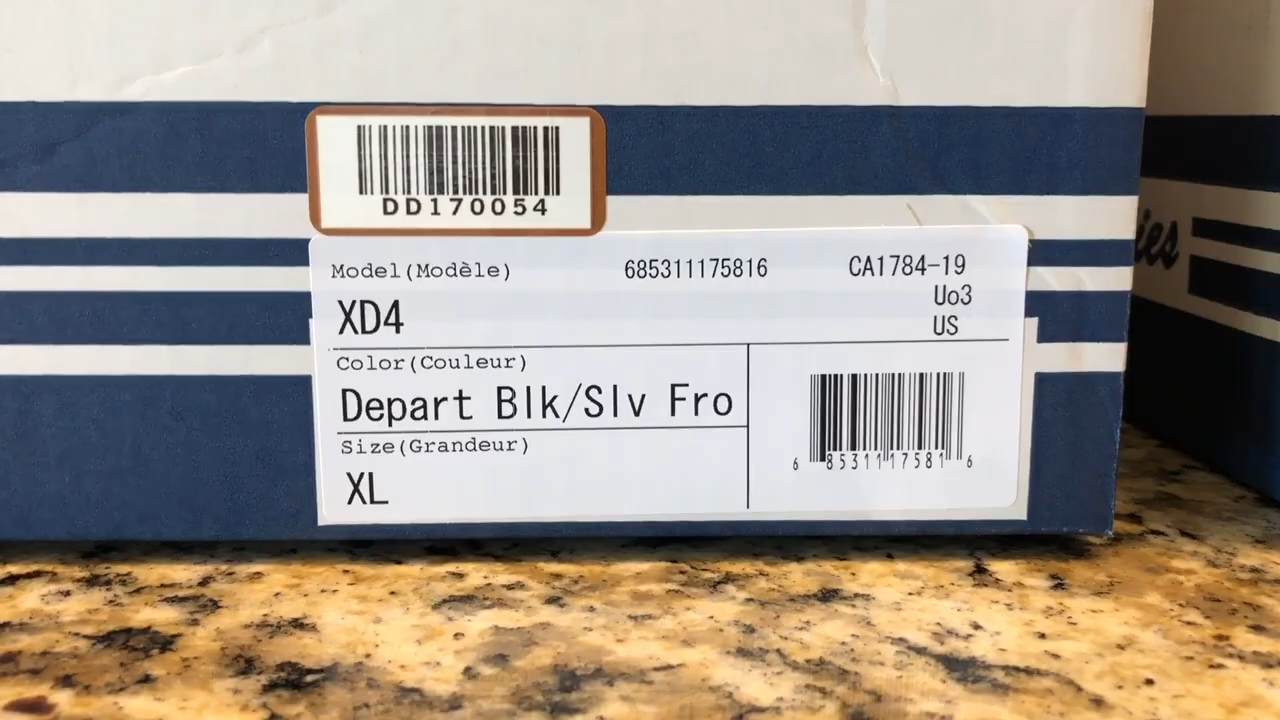 DD170054
Model(Modèle) 685311175816 CA1784-19
XD4 Uo3
US
Color(Couleur)
Depart Blk/Slv Fro
Size(Grandeur)
XL
6 85311 17581 6